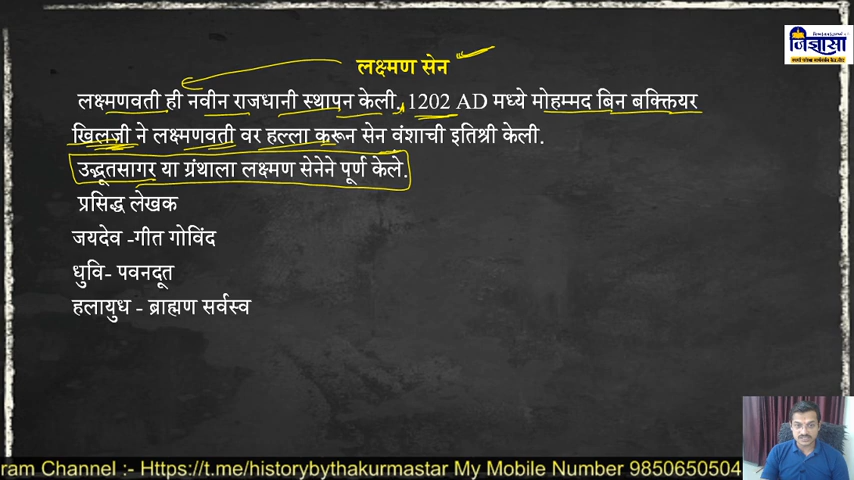 जिज्ञासा
लक्ष्मण सेन
लक्ष्मणवती ही नवीन राजधानी स्थापन केली. 1202 AD मध्ये मोहम्मद बिन बक्तियर
खिलजी ने लक्ष्मणवती वर हल्ला करून सेन वंशाची इतिश्री केली.
उद्भूतसागर या ग्रंथाला लक्ष्मण सेनेने पूर्ण केले.
प्रसिद्ध लेखक
जयदेव -गीत गोविंद
धुवि- पवनदूत
हलायुध - ब्राह्मण सर्वस्व
ram Channel :- Https://t.me/historybythakurmastar My Mobile Number 9850650504